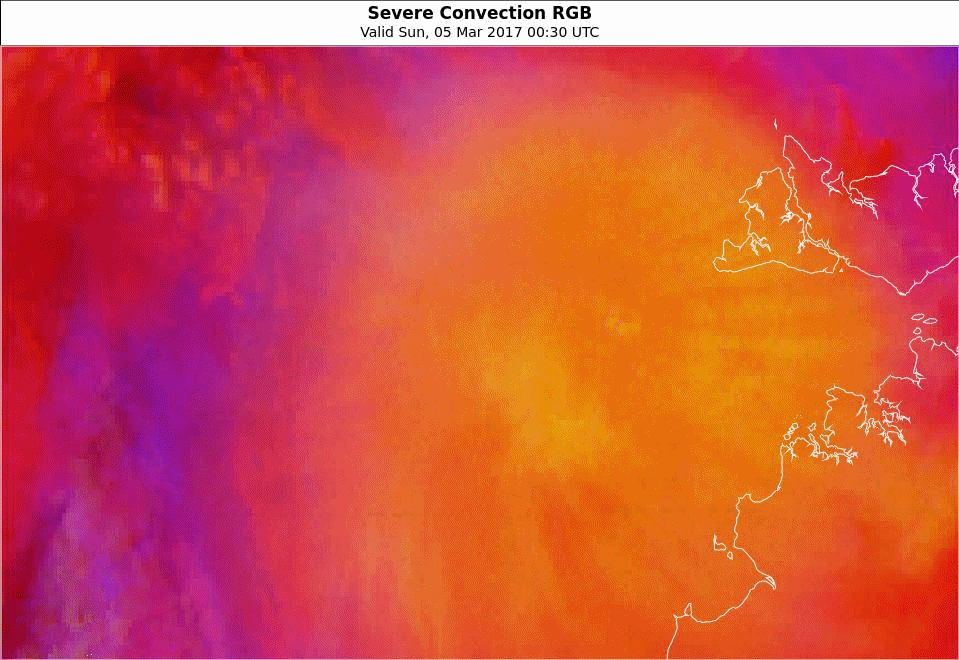 Severe Convection RGB
Valid Sun, 05 Mar 2017 00:30 UTC